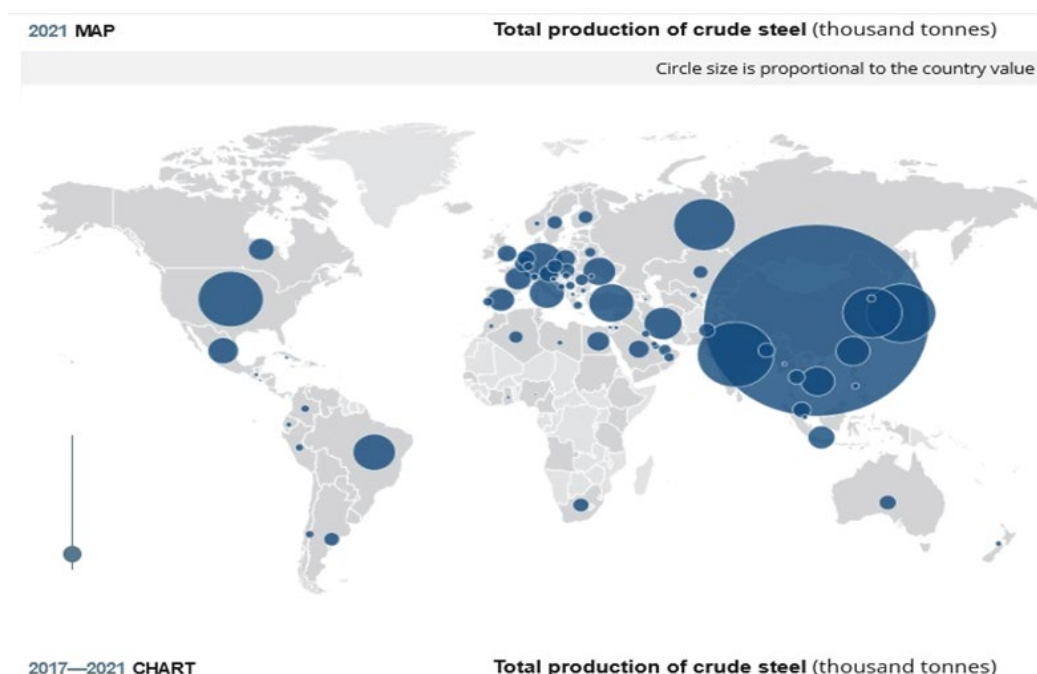 2021 MAP
Total production of crude steel (thousand tonnes)
Circle size is proportional to the country value
2017—2021 CHART
Total production of crude steel (thousand tonnes)